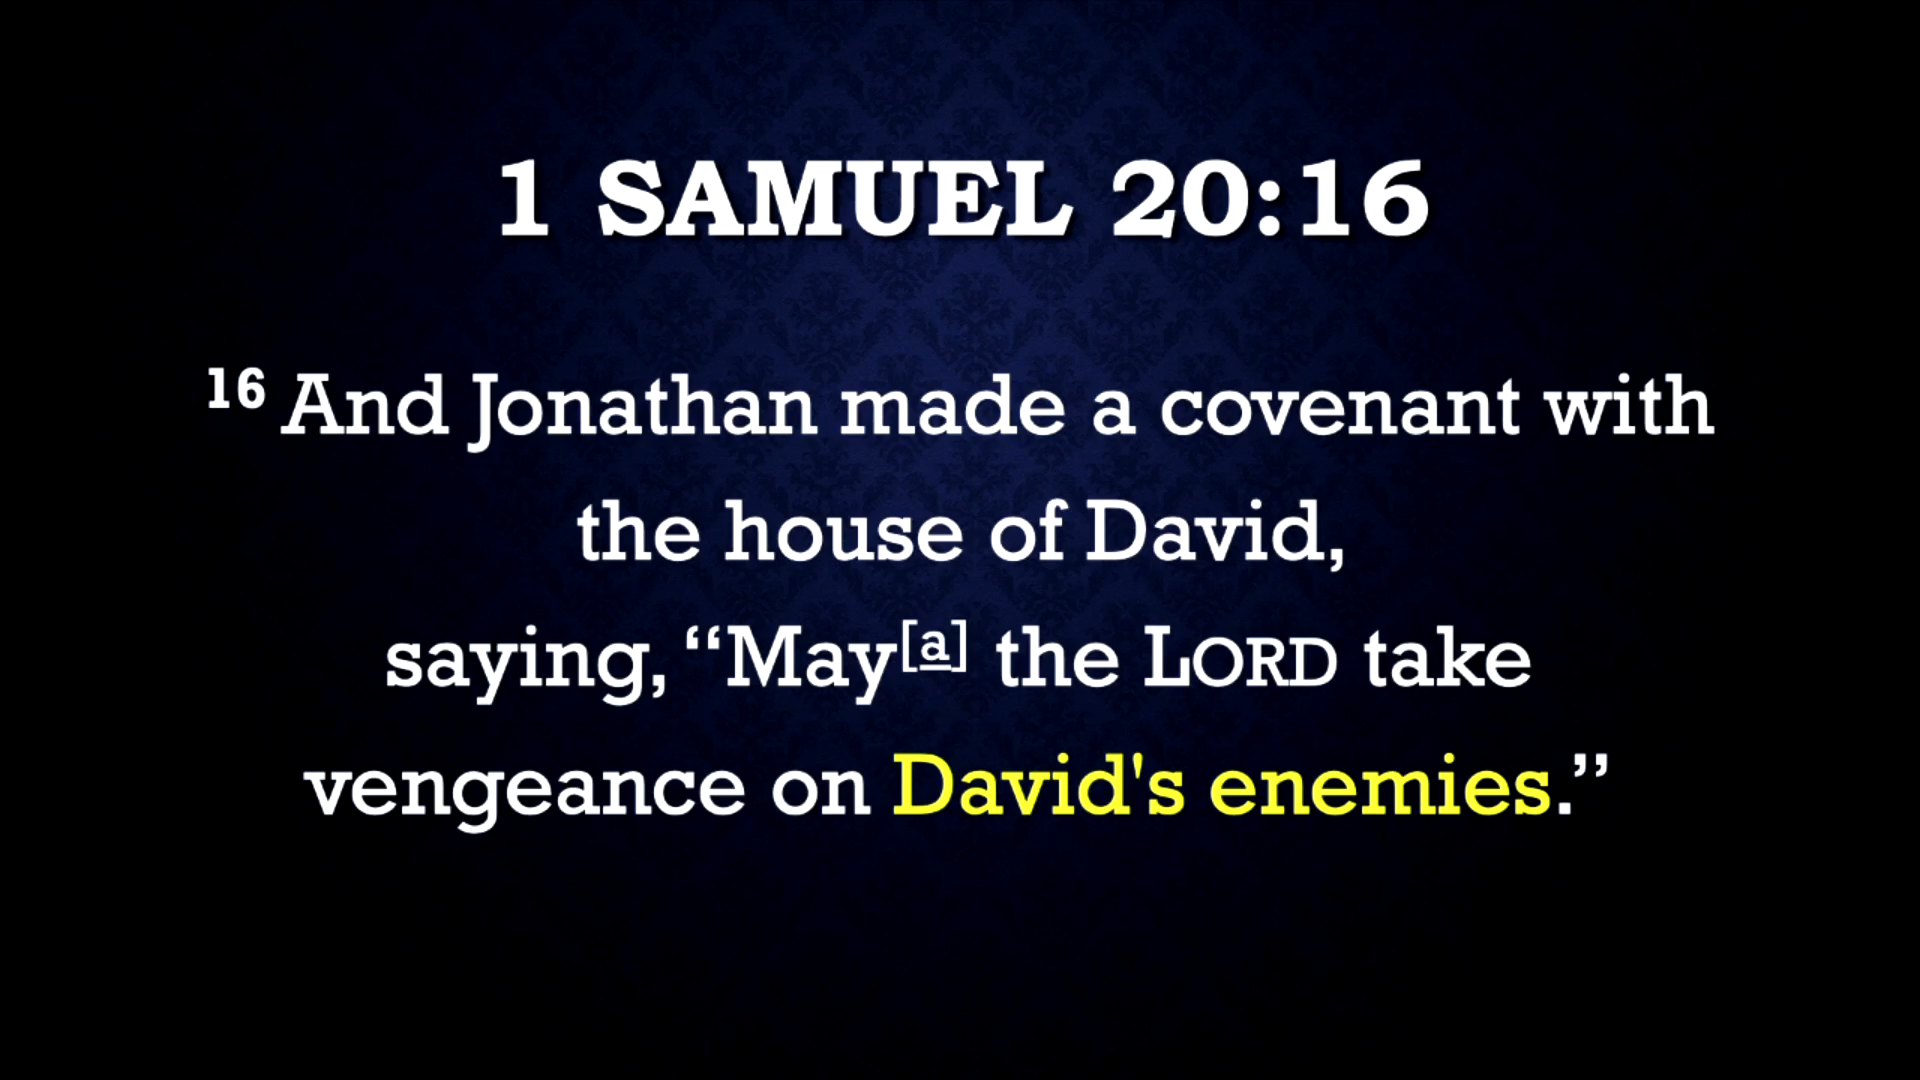 1 SAMUEL 20:16
16 And Jonathan made a covenant with
the house of David,
saying, “May[a] the LORD take
vengeance on David's enemies.”